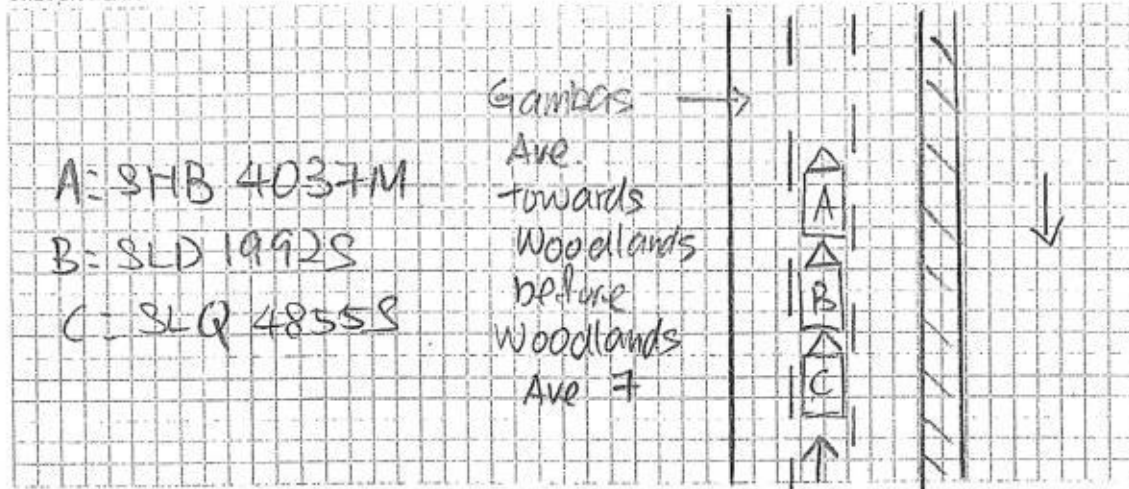 A: SHB 4037M
B: SLD 1992S
C: SLQ 4855S
Gambas
Ave.
towards
Woodlands
before
Woodlands
Ave 7
A
B
C